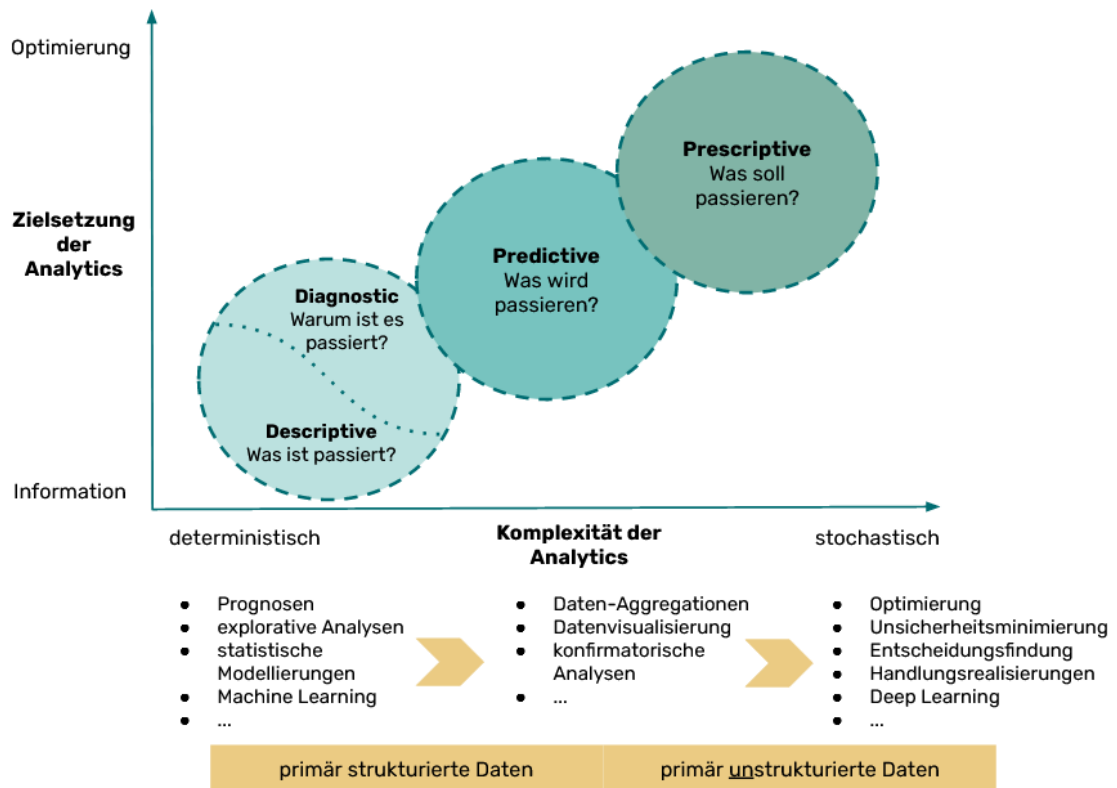 Optimierung
Zielsetzung
der
Analytics
Information
Prescriptive
Was soll
passieren?
Predictive
Was wird
passieren?
Diagnostic
Warum ist es
passiert?
Descriptive
Was ist passiert?
deterministisch
Komplexität der
Analytics
stochastisch
● Prognosen
● explorative Analysen
● statistische
Modellierungen
● Machine Learning
● ...
● Daten-Aggregationen
● Datenvisualisierung
● konfirmatorische
Analysen
● ...
● Optimierung
● Unsicherheitsminimierung
● Entscheidungsfindung
● Handlungsrealisierungen
● Deep Learning
● ...
primär strukturierte Daten
primär unstrukturierte Daten